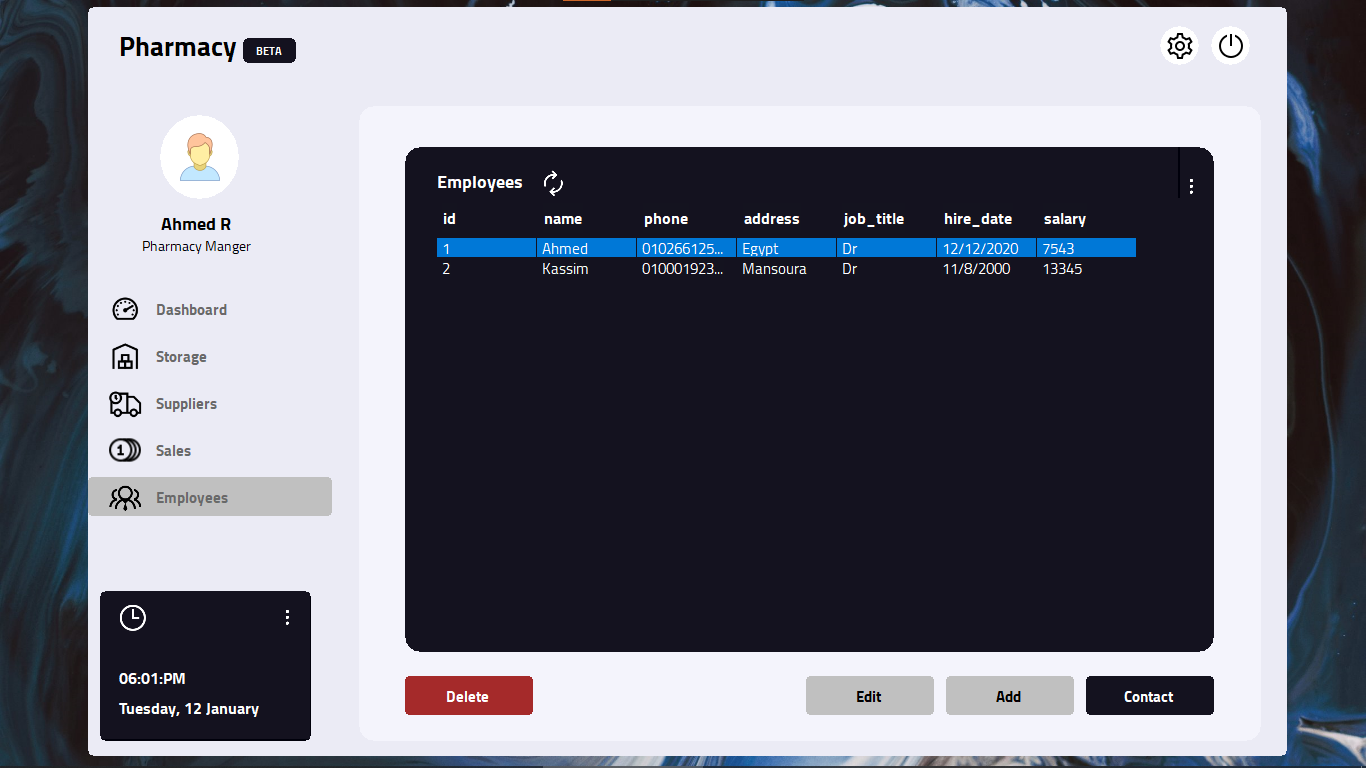 Pharmacy BETA
Ahmed R
Pharmacy Manger
Dashboard
Storage
Suppliers
1 Sales
Employees
06:01:PM
Tuesday, 12 January
Employees
id name phone address job_title hire_date salary
1 Ahmed 010266125... Egypt Dr 12/12/2020 7543
2 Kassim 010001923... Mansoura Dr 11/8/2000 13345
Delete Edit Add Contact